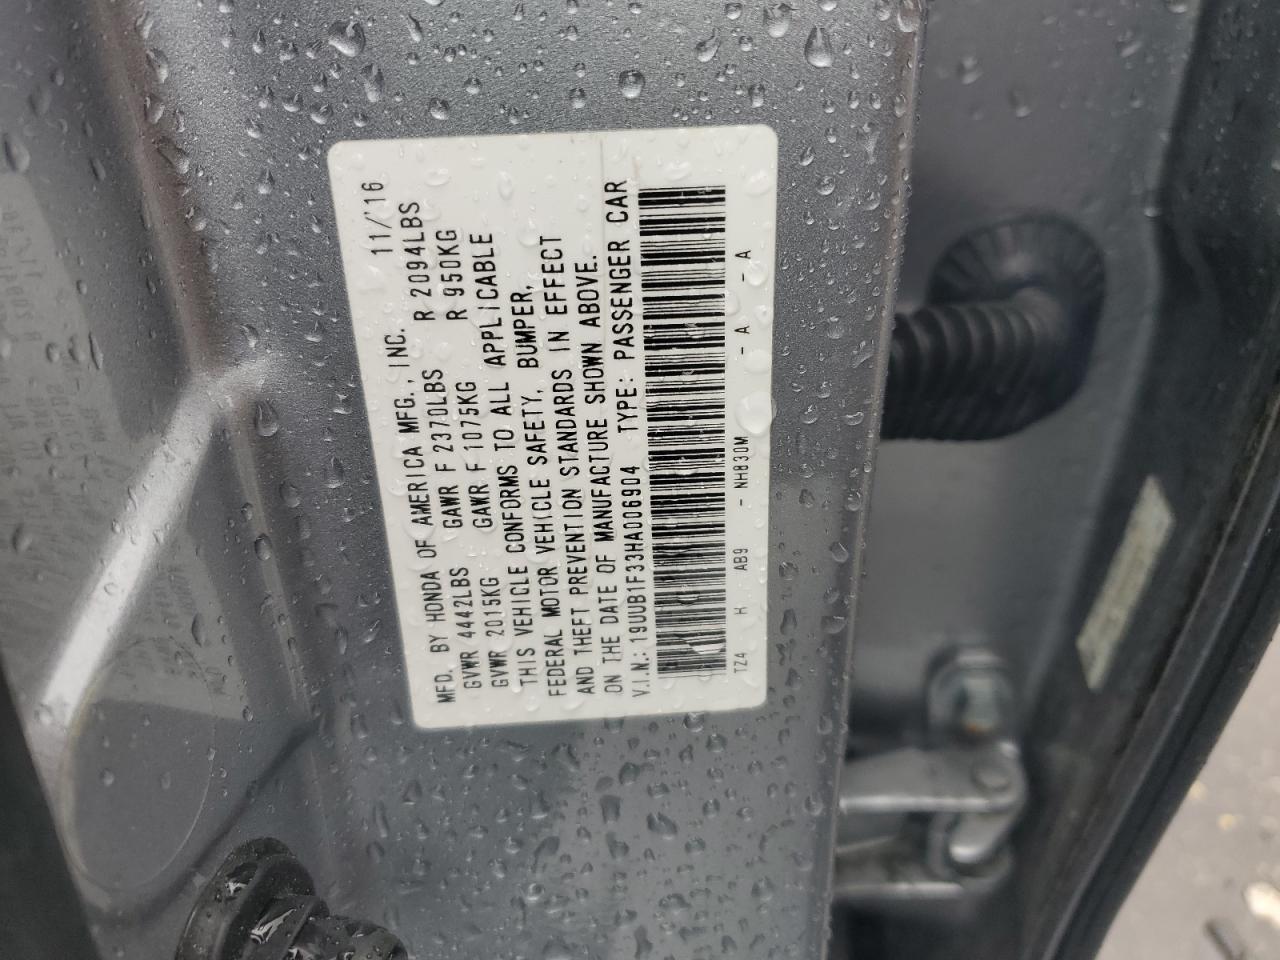 MFD. BY HONDA OF AMERICA MFG., INC. 11/'16
GVWR 4442LBS GAWR F 2370LBS R 2094LBS
GVWR 2015KG GAWR F 1075KG R 950KG
THIS VEHICLE CONFORMS TO ALL APPLICABLE
FEDERAL MOTOR VEHICLE SAFETY, BUMPER,
AND THEFT PREVENTION STANDARDS IN EFFECT
ON THE DATE OF MANUFACTURE SHOWN ABOVE.
V.I.N.: 19UUB1F33HA006904 TYPE: PASSENGER CAR
TZ4 H AB9 - NH830M - A - A